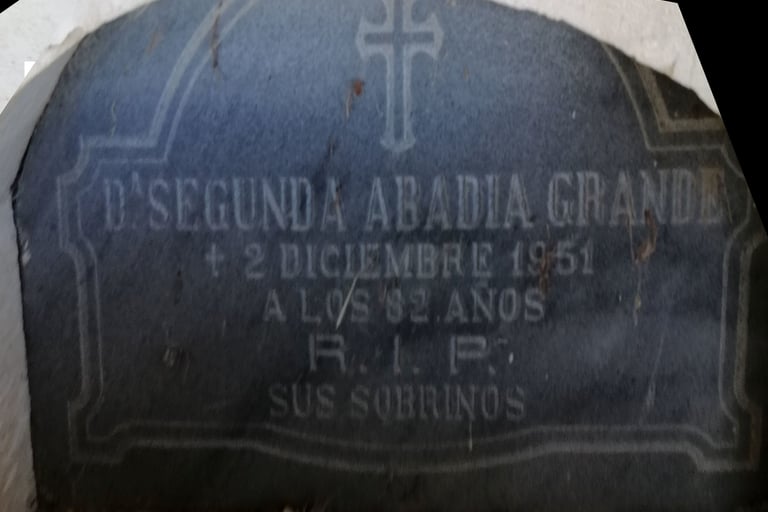 Dª. SEGUNDA ABADIA GRANDE
† 2 DICIEMBRE 1951
A LOS 82 AÑOS
R. I. P.
SUS SOBRINOS